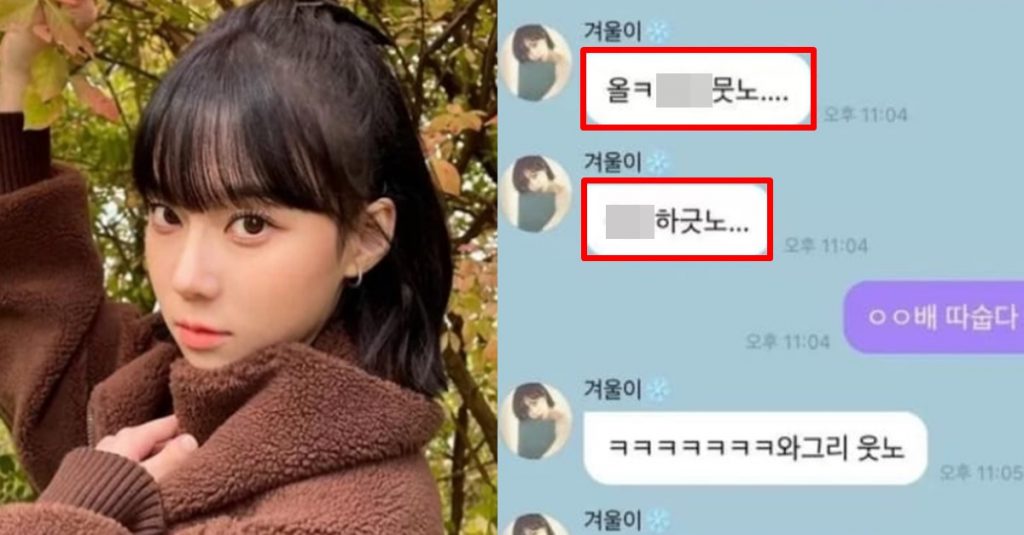 겨울이❄️
올ㅋ 뭇노....
오후 11:04
겨울이❄️
하긋노...
오후 11:04
ㅇㅇ배 따숩다
오후 11:04
겨울이❄️
ㅋㅋㅋㅋㅋㅋㅋ와그리 웃노
오후 11:05
겨울이❄️